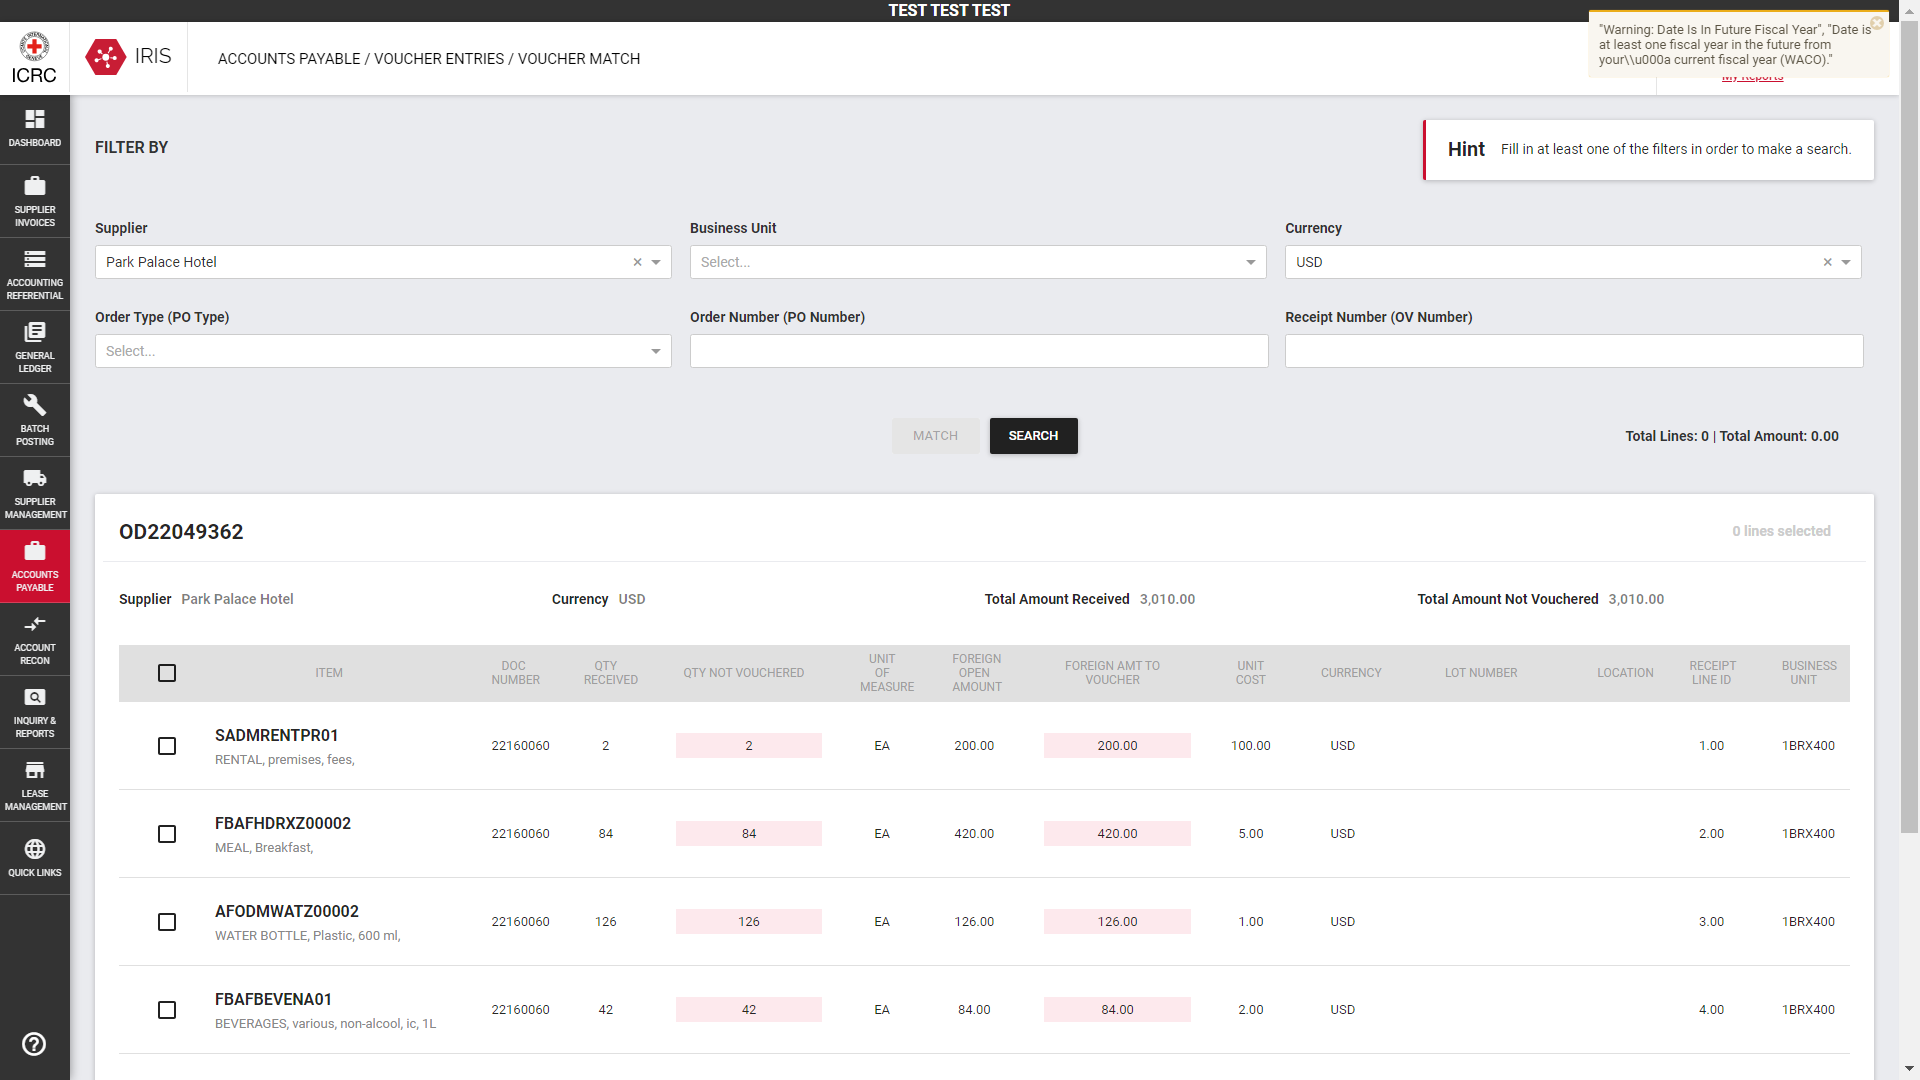 TEST TEST TEST
ICRC
IRIS
ACCOUNTS PAYABLE / VOUCHER ENTRIES / VOUCHER MATCH
"Warning: Date Is In Future Fiscal Year", "Date is
at least one fiscal year in the future from
your\\u000a current fiscal year (WACO)."
My Reports
DASHBOARD
SUPPLIER
INVOICES
ACCOUNTING
REFERENTIAL
GENERAL
LEDGER
BATCH
POSTING
SUPPLIER
MANAGEMENT
ACCOUNTS
PAYABLE
ACCOUNT
RECON
INQUIRY &
REPORTS
LEASE
MANAGEMENT
QUICK LINKS
FILTER BY
Hint Fill in at least one of the filters in order to make a search.
Supplier Business Unit Currency
Park Palace Hotel Select... USD
Order Type (PO Type) Order Number (PO Number) Receipt Number (OV Number)
Select...
MATCH SEARCH Total Lines: 0 | Total Amount: 0.00
OD22049362 0 lines selected
Supplier Park Palace Hotel Currency USD Total Amount Received 3,010.00 Total Amount Not Vouchered 3,010.00
ITEM DOC NUMBER QTY RECEIVED QTY NOT VOUCHERED UNIT OF MEASURE FOREIGN OPEN AMOUNT FOREIGN AMT TO VOUCHER UNIT COST CURRENCY LOT NUMBER LOCATION RECEIPT LINE ID BUSINESS UNIT
SADMRENTPR01
RENTAL, premises, fees,
22160060 2 2 EA 200.00 200.00 100.00 USD 1.00 1BRX400
FBAFHDRXZ00002
MEAL, Breakfast,
22160060 84 84 EA 420.00 420.00 5.00 USD 2.00 1BRX400
AFODMWATZ00002
WATER BOTTLE, Plastic, 600 ml,
22160060 126 126 EA 126.00 126.00 1.00 USD 3.00 1BRX400
FBAFBEVENA01
BEVERAGES, various, non-alcool, ic, 1L
22160060 42 42 EA 84.00 84.00 2.00 USD 4.00 1BRX400